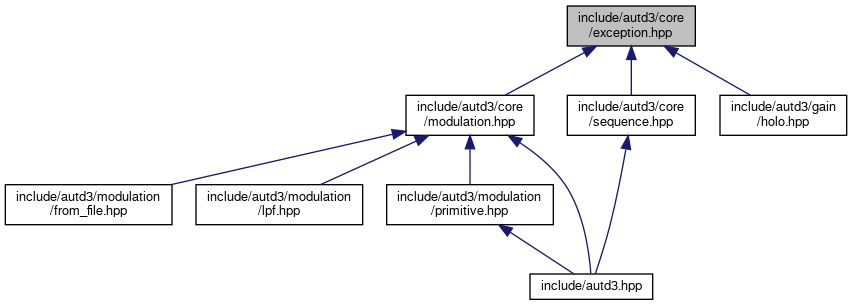 include/autd3/core
/exception.hpp
include/autd3/core
/modulation.hpp
include/autd3/core
/sequence.hpp
include/autd3/gain
/holo.hpp
include/autd3/modulation
/from_file.hpp
include/autd3/modulation
/lpf.hpp
include/autd3/modulation
/primitive.hpp
include/autd3.hpp